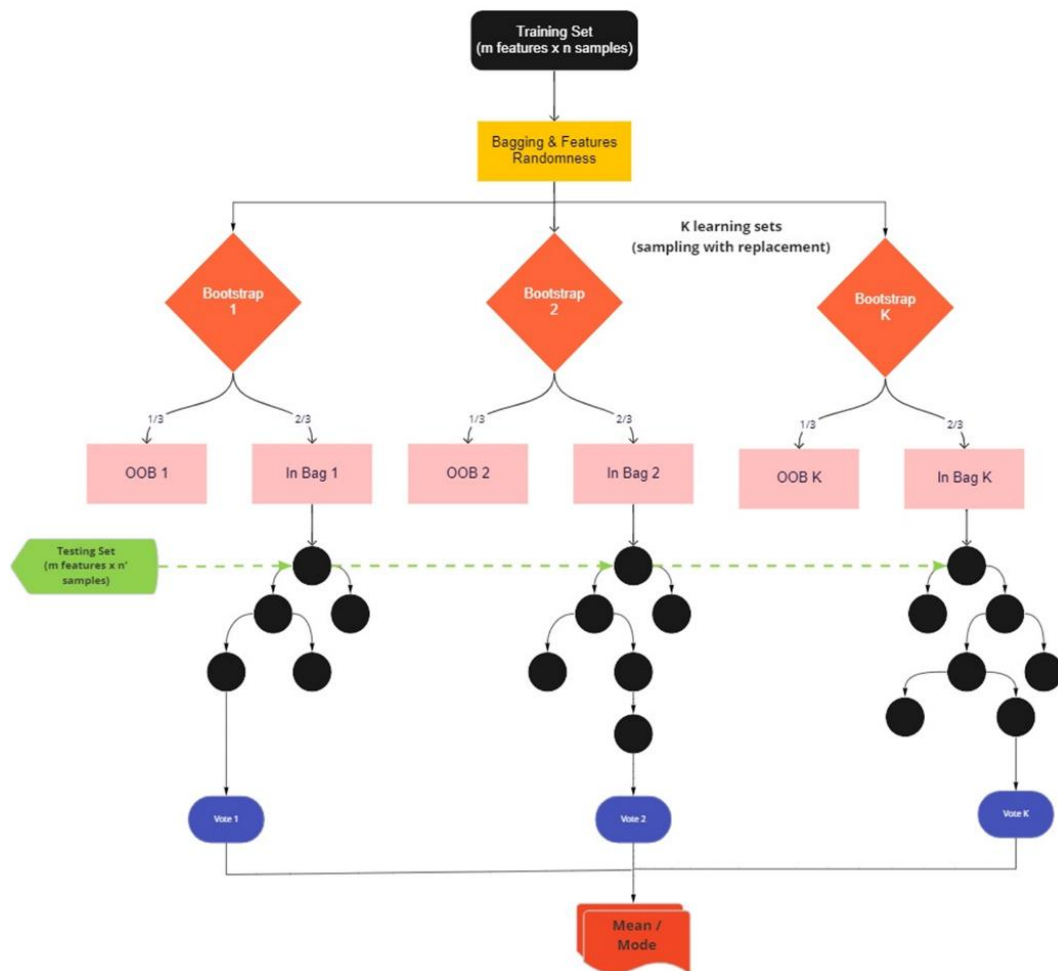 Training Set
(m features x n samples)
Bagging & Features
Randomness
K learning sets
(sampling with replacement)
Bootstrap
1
Bootstrap
2
Bootstrap
K
1/3
2/3
1/3
2/3
1/3
2/3
OOB 1
In Bag 1
OOB 2
In Bag 2
OOB K
In Bag K
Testing Set
(m features x n'
samples)
Vote 1
Vote 2
Vote K
Mean /
Mode